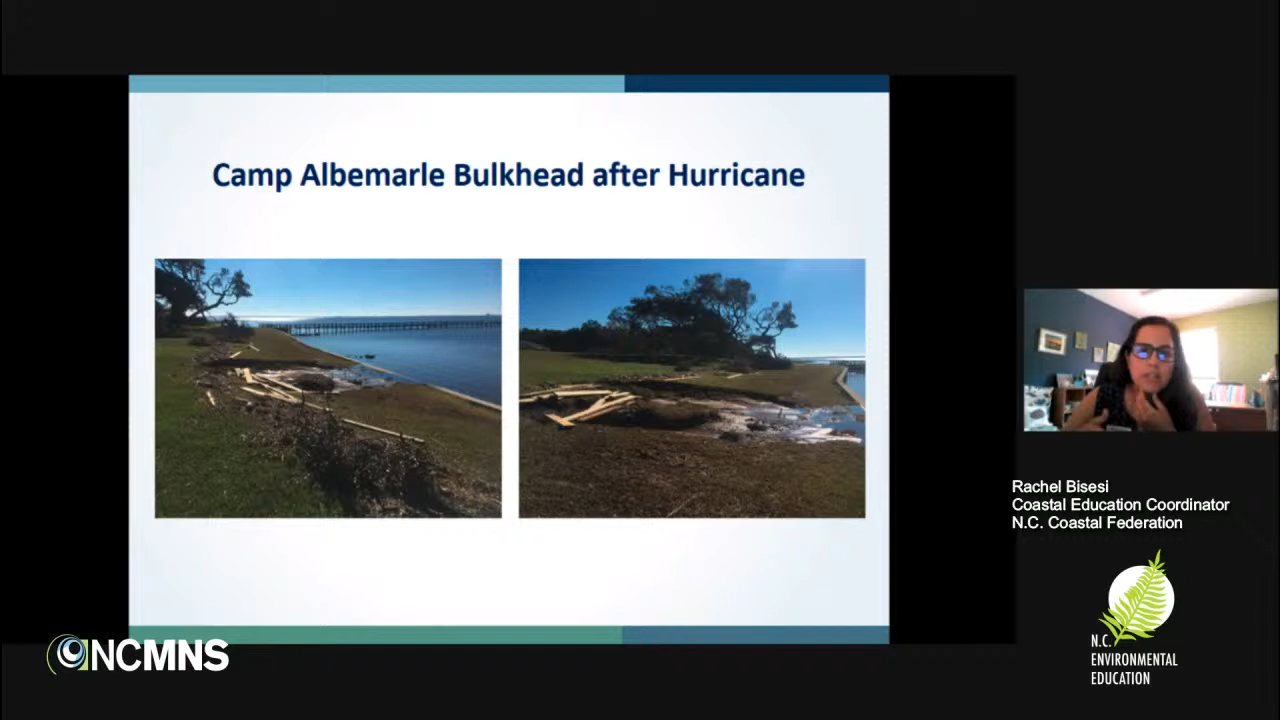 Camp Albemarle Bulkhead after Hurricane
Rachel Bisesi
Coastal Education Coordinator
N.C. Coastal Federation
NCMNS
N.C.
ENVIRONMENTAL
EDUCATION